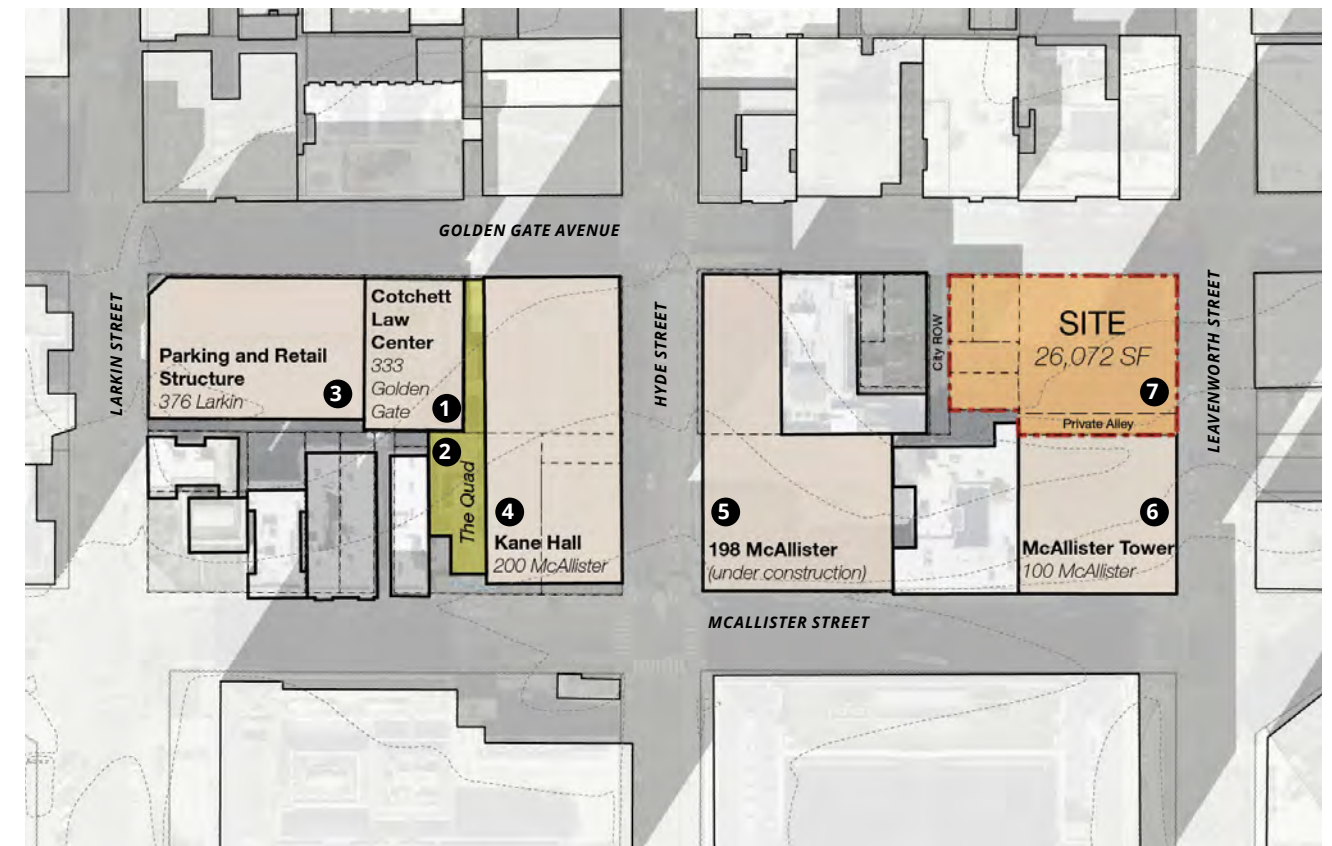 GOLDEN GATE AVENUE
LARKIN STREET
Parking and Retail
Structure
376 Larkin
3
Cotchett
Law
Center
333
Golden
Gate
1
2
The Quad
4
Kane Hall
200 McAllister
HYDE STREET
5
198 McAllister
(under construction)
City ROW
SITE
26,072 SF
7
Private Alley
LEAVENWORTH STREET
6
McAllister Tower
100 McAllister
MCALLISTER STREET